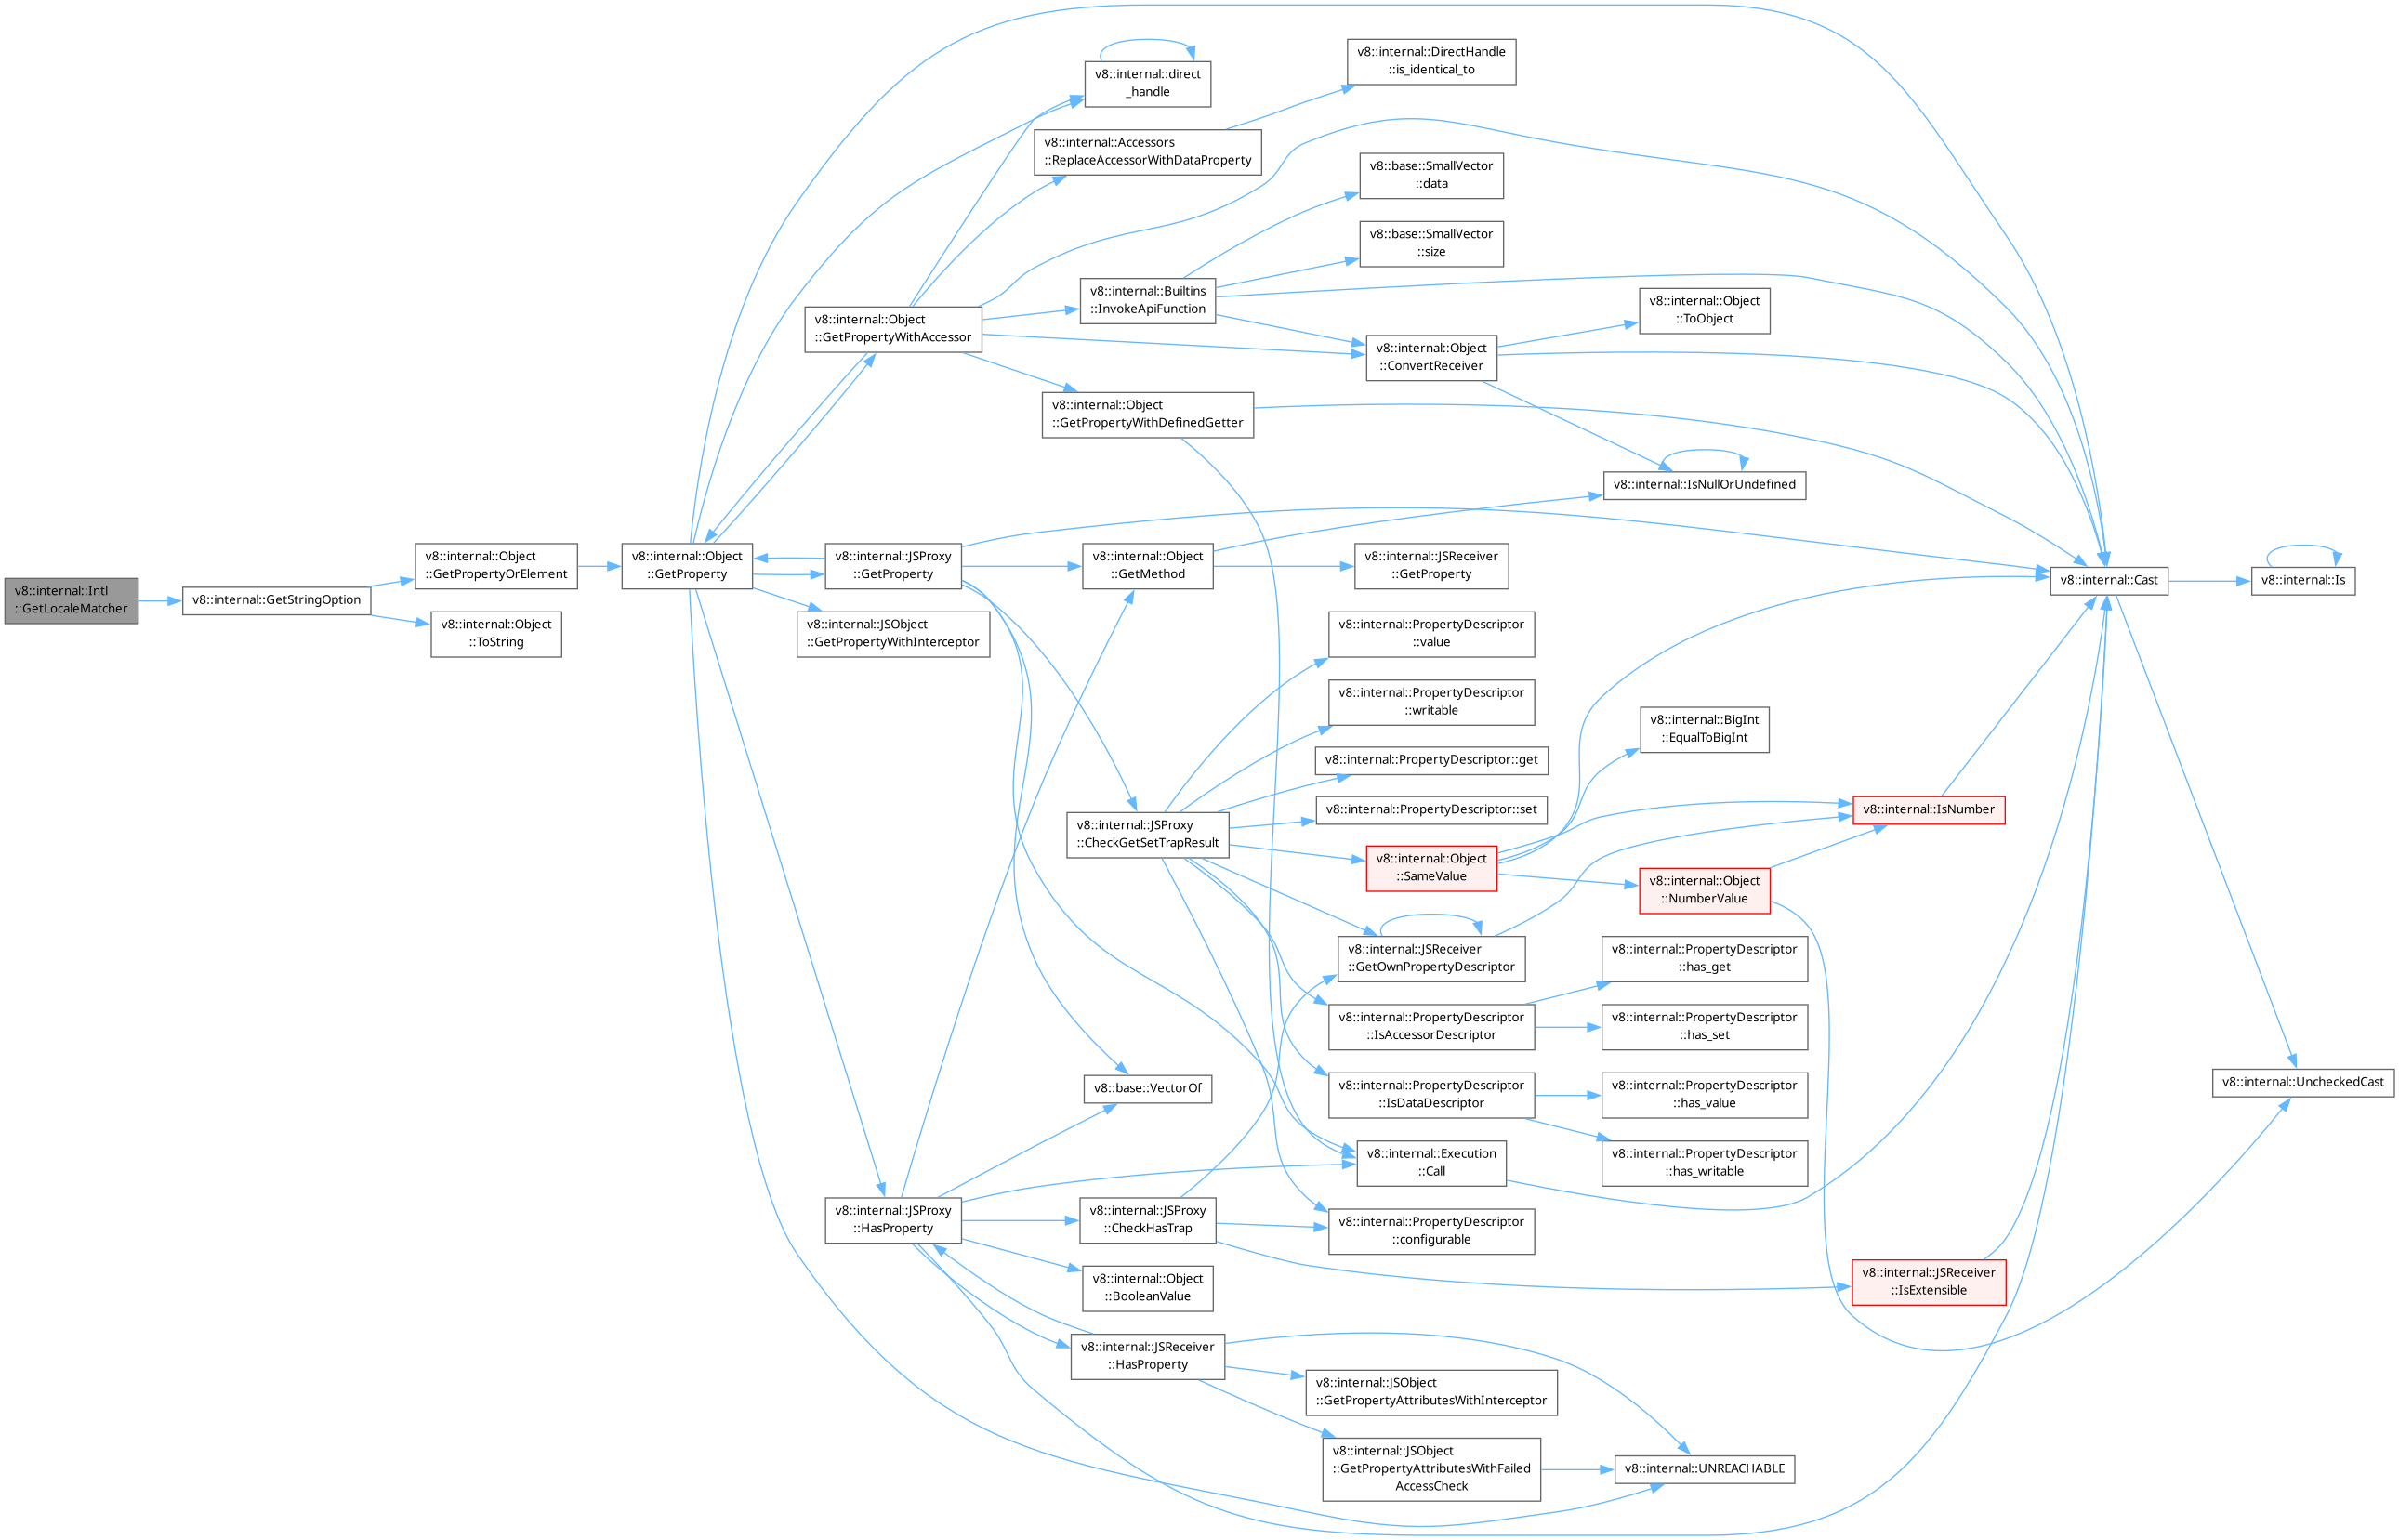 v8::internal::Intl
::GetLocaleMatcher
v8::internal::GetStringOption
v8::internal::Object
::GetPropertyOrElement
v8::internal::Object
::ToString
v8::internal::Object
::GetProperty
v8::internal::Object
::GetPropertyWithAccessor
v8::internal::JSProxy
::GetProperty
v8::internal::JSObject
::GetPropertyWithInterceptor
v8::internal::JSProxy
::HasProperty
v8::internal::direct
_handle
v8::internal::Accessors
::ReplaceAccessorWithDataProperty
v8::internal::Builtins
::InvokeApiFunction
v8::internal::Object
::GetPropertyWithDefinedGetter
v8::internal::Object
::GetMethod
v8::internal::JSProxy
::CheckGetSetTrapResult
v8::base::VectorOf
v8::internal::JSProxy
::CheckHasTrap
v8::internal::Object
::BooleanValue
v8::internal::JSReceiver
::HasProperty
v8::internal::DirectHandle
::is_identical_to
v8::base::SmallVector
::data
v8::base::SmallVector
::size
v8::internal::Object
::ConvertReceiver
v8::internal::JSReceiver
::GetProperty
v8::internal::PropertyDescriptor
::value
v8::internal::PropertyDescriptor
::writable
v8::internal::PropertyDescriptor::get
v8::internal::PropertyDescriptor::set
v8::internal::Object
::SameValue
v8::internal::JSReceiver
::GetOwnPropertyDescriptor
v8::internal::PropertyDescriptor
::IsAccessorDescriptor
v8::internal::PropertyDescriptor
::IsDataDescriptor
v8::internal::Execution
::Call
v8::internal::PropertyDescriptor
::configurable
v8::internal::JSObject
::GetPropertyAttributesWithInterceptor
v8::internal::JSObject
::GetPropertyAttributesWithFailed
AccessCheck
v8::internal::Object
::ToObject
v8::internal::IsNullOrUndefined
v8::internal::BigInt
::EqualToBigInt
v8::internal::Object
::NumberValue
v8::internal::PropertyDescriptor
::has_get
v8::internal::PropertyDescriptor
::has_set
v8::internal::PropertyDescriptor
::has_value
v8::internal::PropertyDescriptor
::has_writable
v8::internal::UNREACHABLE
v8::internal::IsNumber
v8::internal::JSReceiver
::IsExtensible
v8::internal::Cast
v8::internal::Is
v8::internal::UncheckedCast